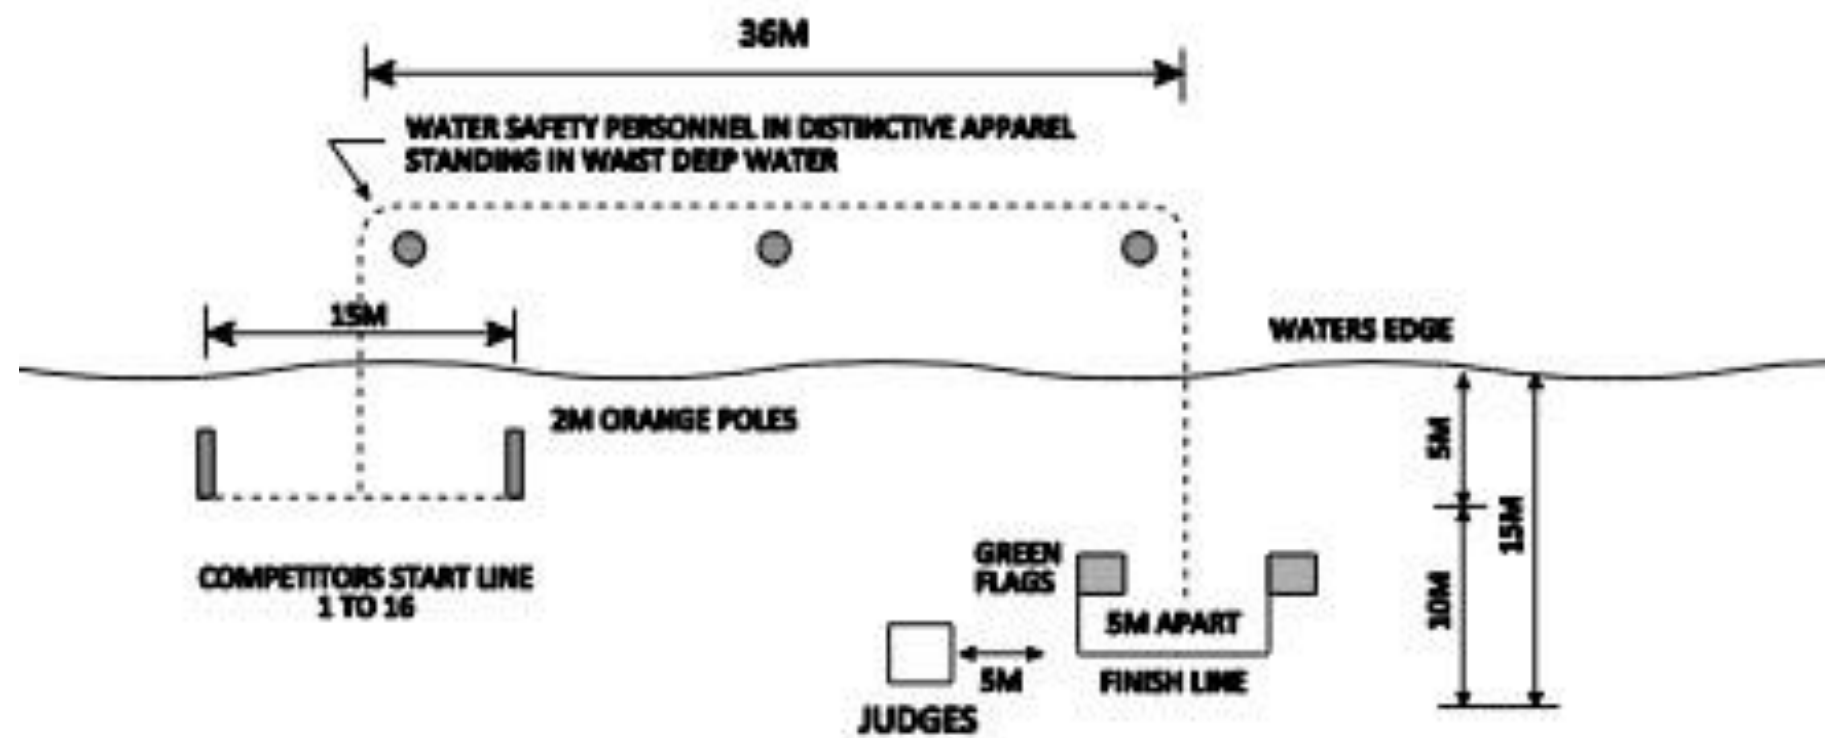 36M
WATER SAFETY PERSONNEL IN DISTINCTIVE APPAREL
STANDING IN WAIST DEEP WATER
15M
WATERS EDGE
2M ORANGE POLES
5M
15M
10M
COMPETITORS START LINE
1 TO 16
GREEN
FLAGS
5M APART
5M
FINISH LINE
JUDGES